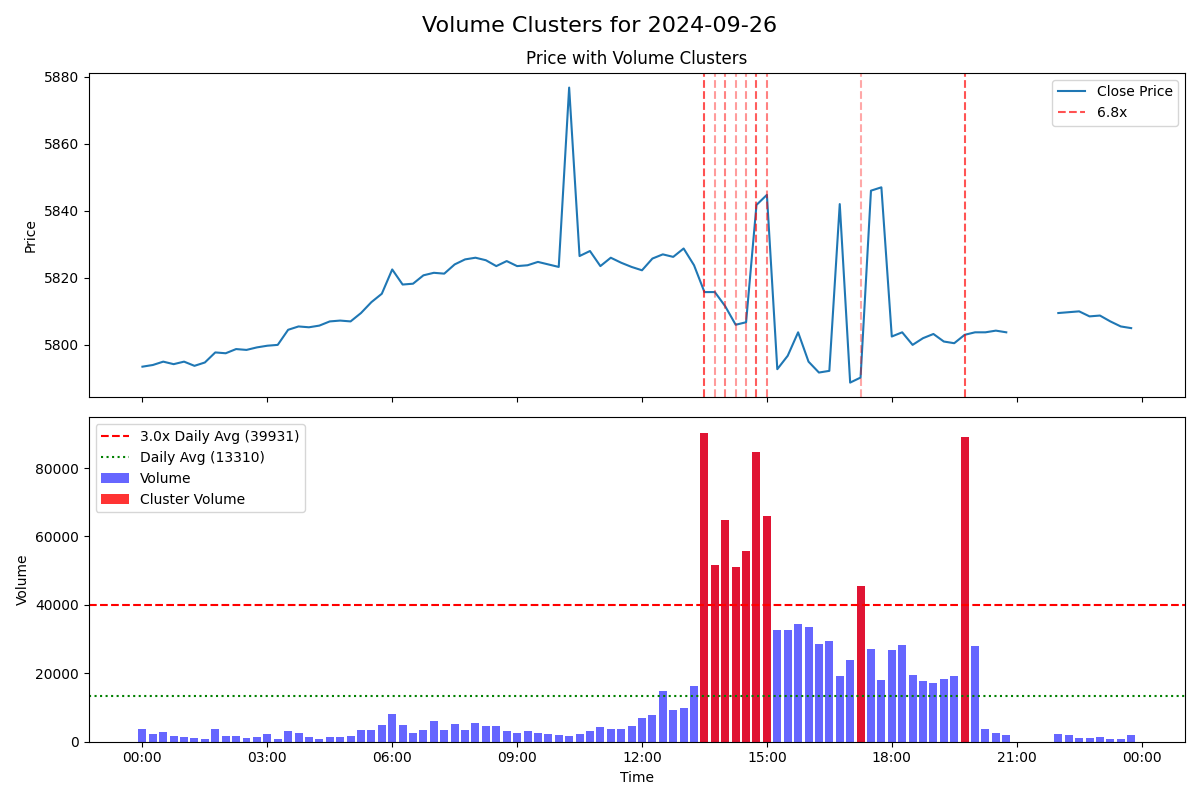 Volume Clusters for 2024-09-26
Price with Volume Clusters
5880
5860
5840
5820
5800
Price
Close Price
6.8x
3.0x Daily Avg (39931)
Daily Avg (13310)
Volume
Cluster Volume
80000
60000
40000
20000
0
Volume
00:00
03:00
06:00
09:00
12:00
15:00
18:00
21:00
00:00
Time